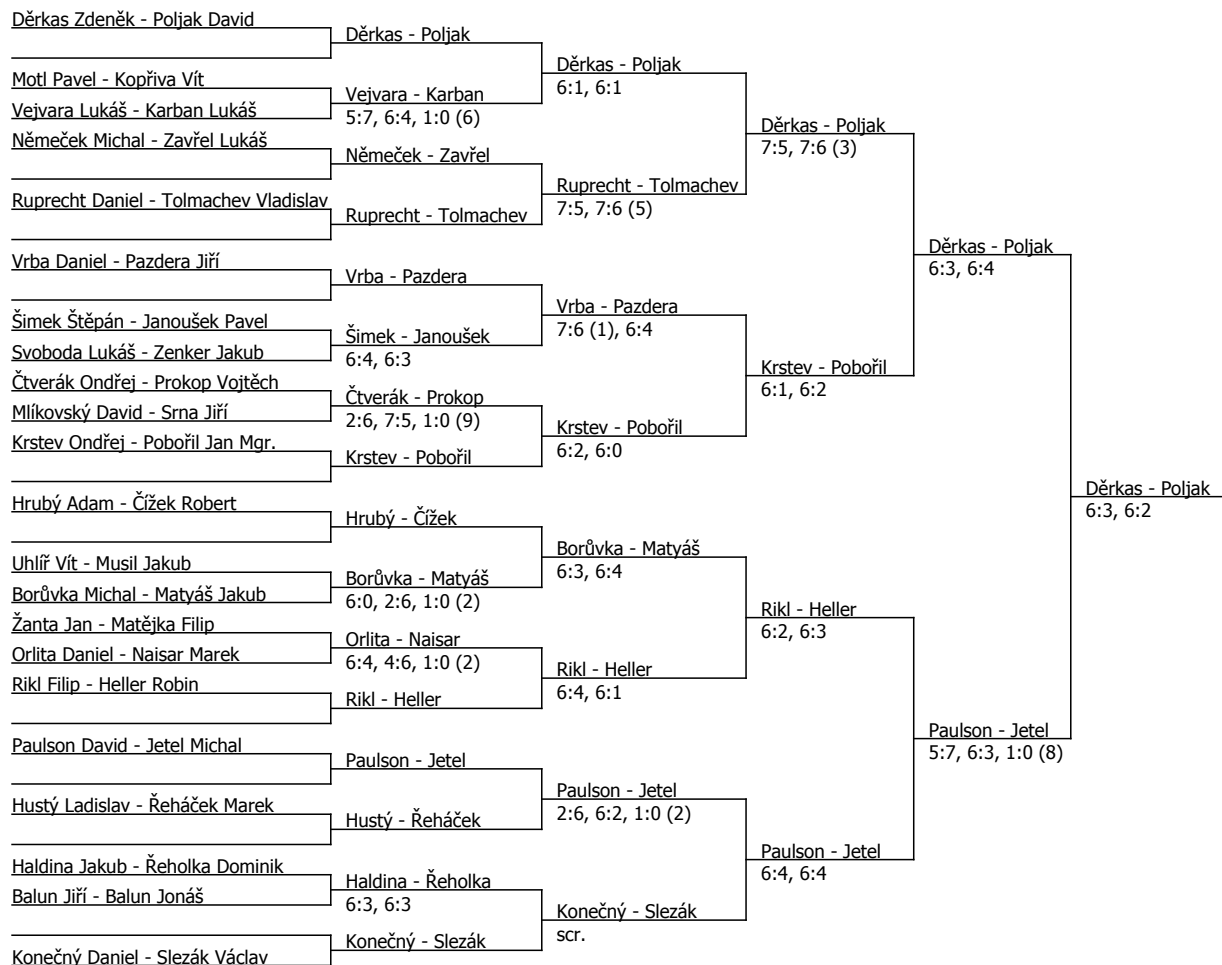 Děrkas Zdeněk - Poljak David
Motl Pavel - Kopřiva Vít
Vejvara Lukáš - Karban Lukáš
Němeček Michal - Zavřel Lukáš
Ruprecht Daniel - Tolmachev Vladislav
Vrba Daniel - Pazdera Jiří
Šimek Štěpán - Janoušek Pavel
Svoboda Lukáš - Zenker Jakub
Čtverák Ondřej - Prokop Vojtěch
Mlíkovský David - Srna Jiří
Krstev Ondřej - Pobořil Jan Mgr.
Hrubý Adam - Čížek Robert
Uhlíř Vít - Musil Jakub
Borůvka Michal - Matyáš Jakub
Žanta Jan - Matějka Filip
Orlita Daniel - Naisar Marek
Rikl Filip - Heller Robin
Paulson David - Jetel Michal
Hustý Ladislav - Řeháček Marek
Haldina Jakub - Řeholka Dominik
Balun Jiří - Balun Jonáš
Konečný Daniel - Slezák Václav
Děrkas - Poljak
Vejvara - Karban
5:7, 6:4, 1:0 (6)
Němeček - Zavřel
Ruprecht - Tolmachev
Vrba - Pazdera
Šimek - Janoušek
6:4, 6:3
Čtverák - Prokop
2:6, 7:5, 1:0 (9)
Krstev - Pobořil
Hrubý - Čížek
Borůvka - Matyáš
6:0, 2:6, 1:0 (2)
Orlita - Naisar
6:4, 4:6, 1:0 (2)
Rikl - Heller
Paulson - Jetel
Hustý - Řeháček
Haldina - Řeholka
6:3, 6:3
Konečný - Slezák
Děrkas - Poljak
6:1, 6:1
Ruprecht - Tolmachev
7:5, 7:6 (5)
Vrba - Pazdera
7:6 (1), 6:4
Krstev - Pobořil
6:2, 6:0
Borůvka - Matyáš
6:3, 6:4
Rikl - Heller
6:4, 6:1
Paulson - Jetel
2:6, 6:2, 1:0 (2)
Konečný - Slezák
scr.
Děrkas - Poljak
7:5, 7:6 (3)
Krstev - Pobořil
6:1, 6:2
Rikl - Heller
6:2, 6:3
Paulson - Jetel
6:4, 6:4
Děrkas - Poljak
6:3, 6:4
Paulson - Jetel
5:7, 6:3, 1:0 (8)
Děrkas - Poljak
6:3, 6:2